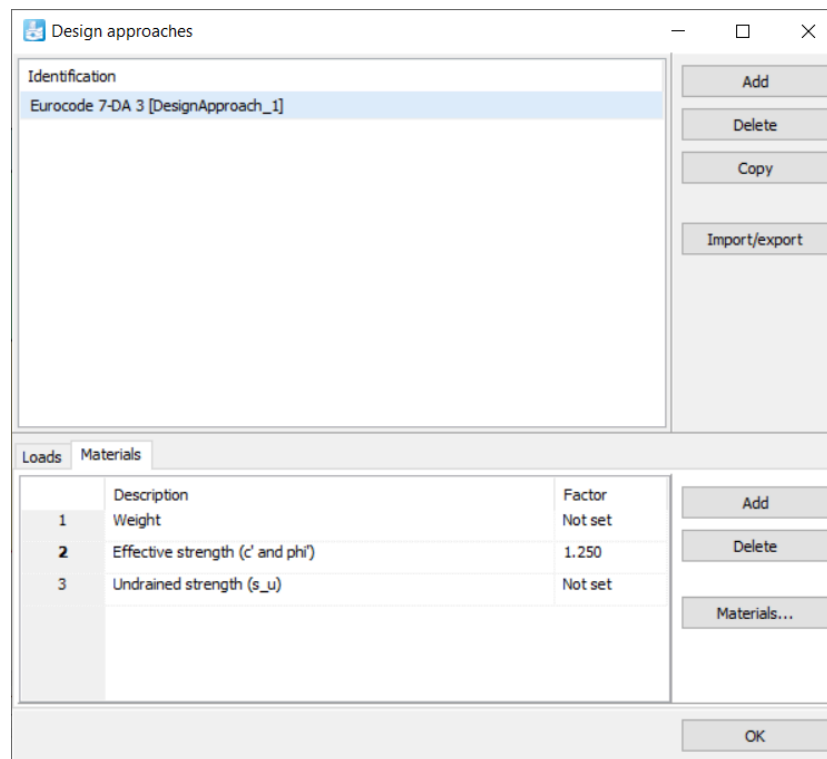 Design approaches
Identification
Eurocode 7-DA 3 [DesignApproach_1]
Add
Delete
Copy
Import/export
Loads Materials
Description Factor
1 Weight Not set
2 Effective strength (c' and phi') 1.250
3 Undrained strength (s_u) Not set
Add
Delete
Materials...
OK